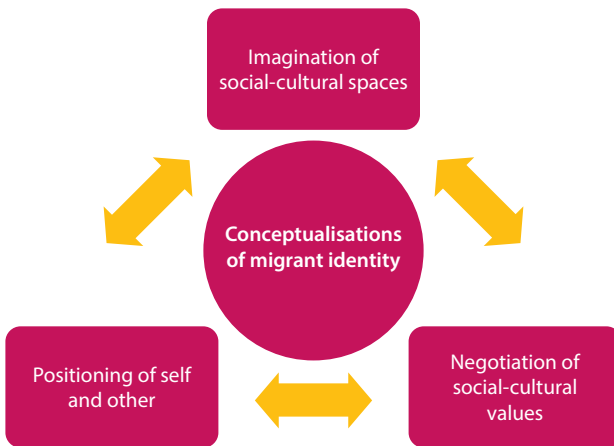 Imagination of
social-cultural spaces
Conceptualisations
of migrant identity
Positioning of self
and other
Negotiation of
social-cultural
values